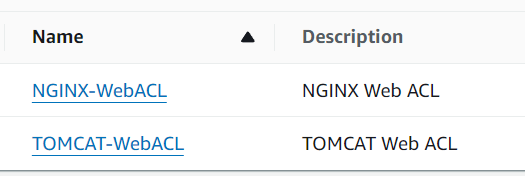 Name Description
NGINX-WebACL NGINX Web ACL
TOMCAT-WebACL TOMCAT Web ACL